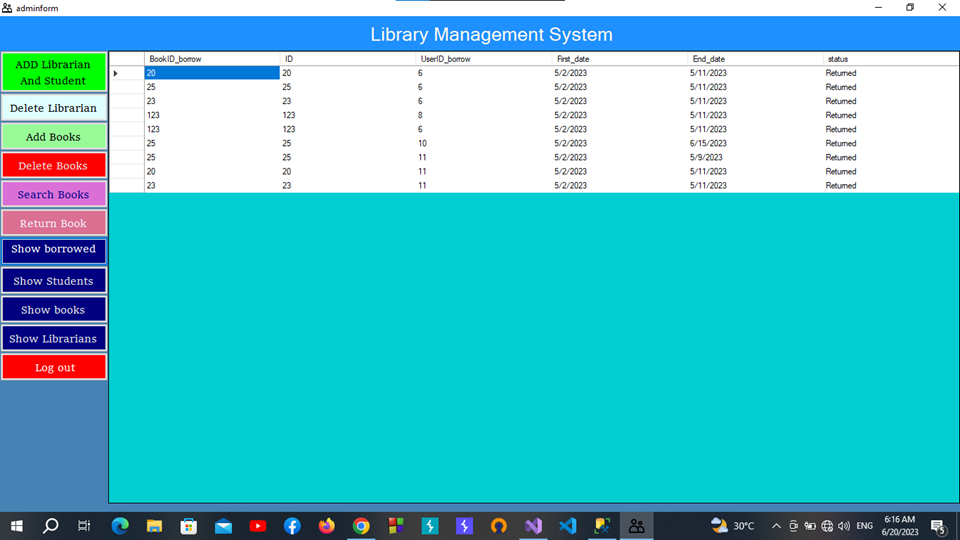 adminform
Library Management System
ADD Librarian
And Student
Delete Librarian
Add Books
Delete Books
Search Books
Return Book
Show borrowed
Show Students
Show books
Show Librarians
Log out
BookID_borrow ID UserID_borrow First_date End_date status
20 20 6 5/2/2023 5/11/2023 Returned
25 25 6 5/2/2023 5/11/2023 Returned
23 23 6 5/2/2023 5/11/2023 Returned
123 123 8 5/2/2023 5/11/2023 Returned
123 123 6 5/2/2023 5/11/2023 Returned
25 25 10 5/2/2023 6/15/2023 Returned
25 25 11 5/2/2023 5/9/2023 Returned
20 20 11 5/2/2023 5/11/2023 Returned
23 23 11 5/2/2023 5/11/2023 Returned
30°C
ENG
6:16 AM
6/20/2023
5